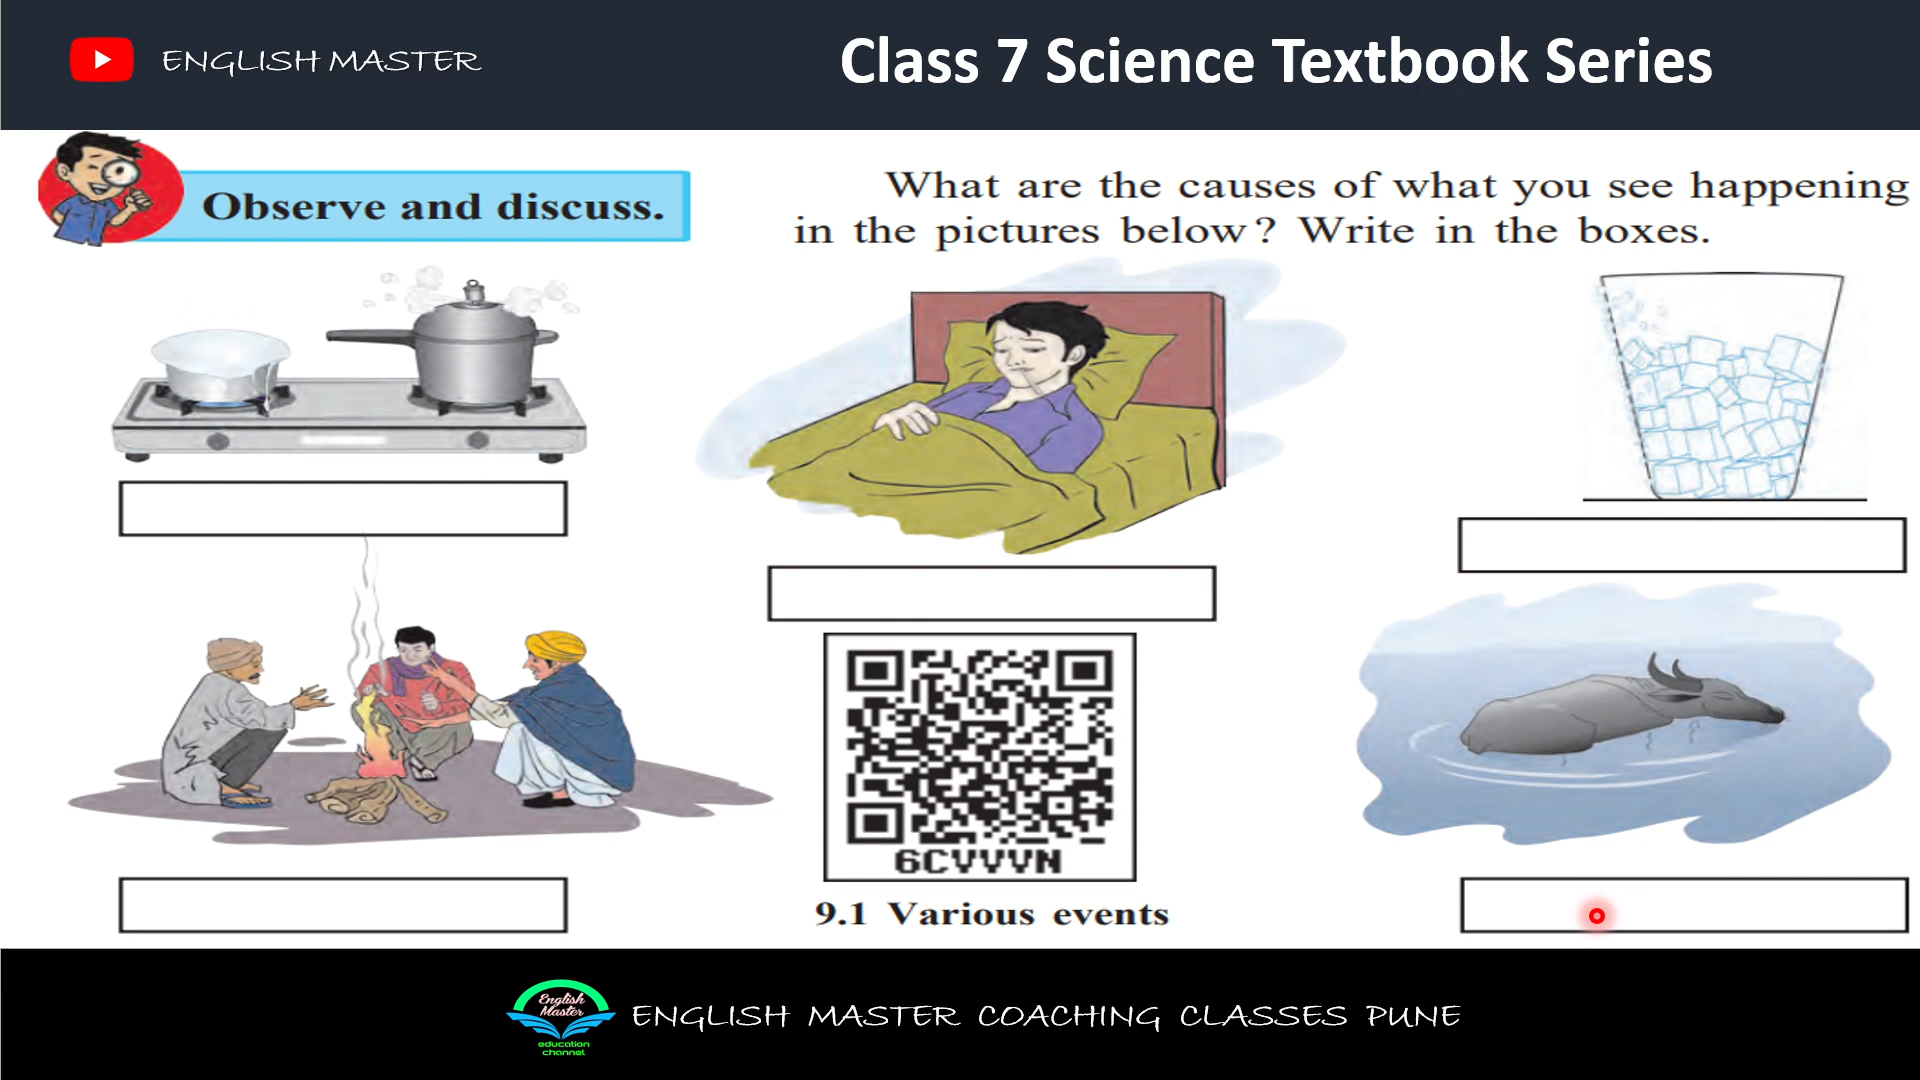 ENGLISH MASTER
Class 7 Science Textbook Series
Observe and discuss.
What are the causes of what you see happening
in the pictures below? Write in the boxes.
6CVVVN
9.1 Various events
English
Master
education
channel
ENGLISH MASTER COACHING CLASSES PUNE